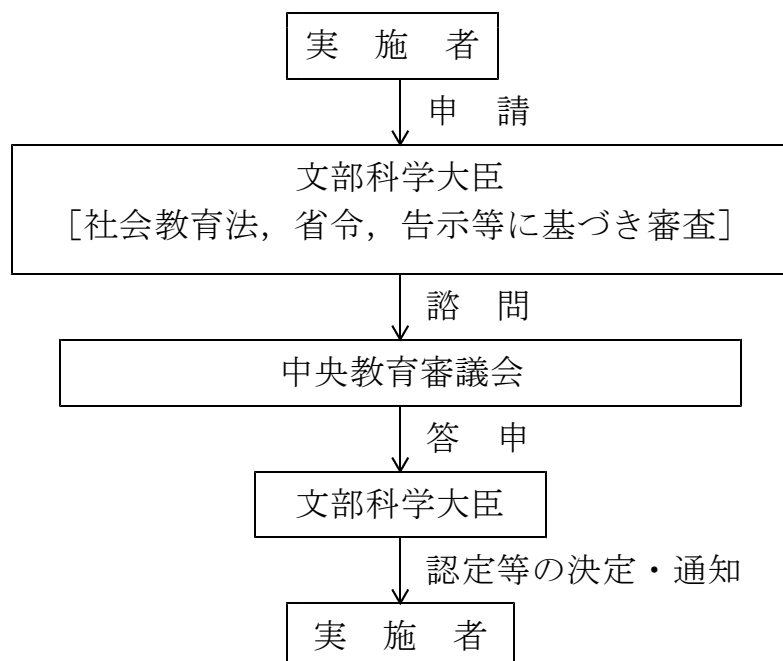 実　施　者
申　請
文部科学大臣
［社会教育法，省令，告示等に基づき審査］
諮　問
中央教育審議会
答　申
文部科学大臣
認定等の決定・通知
実　施　者